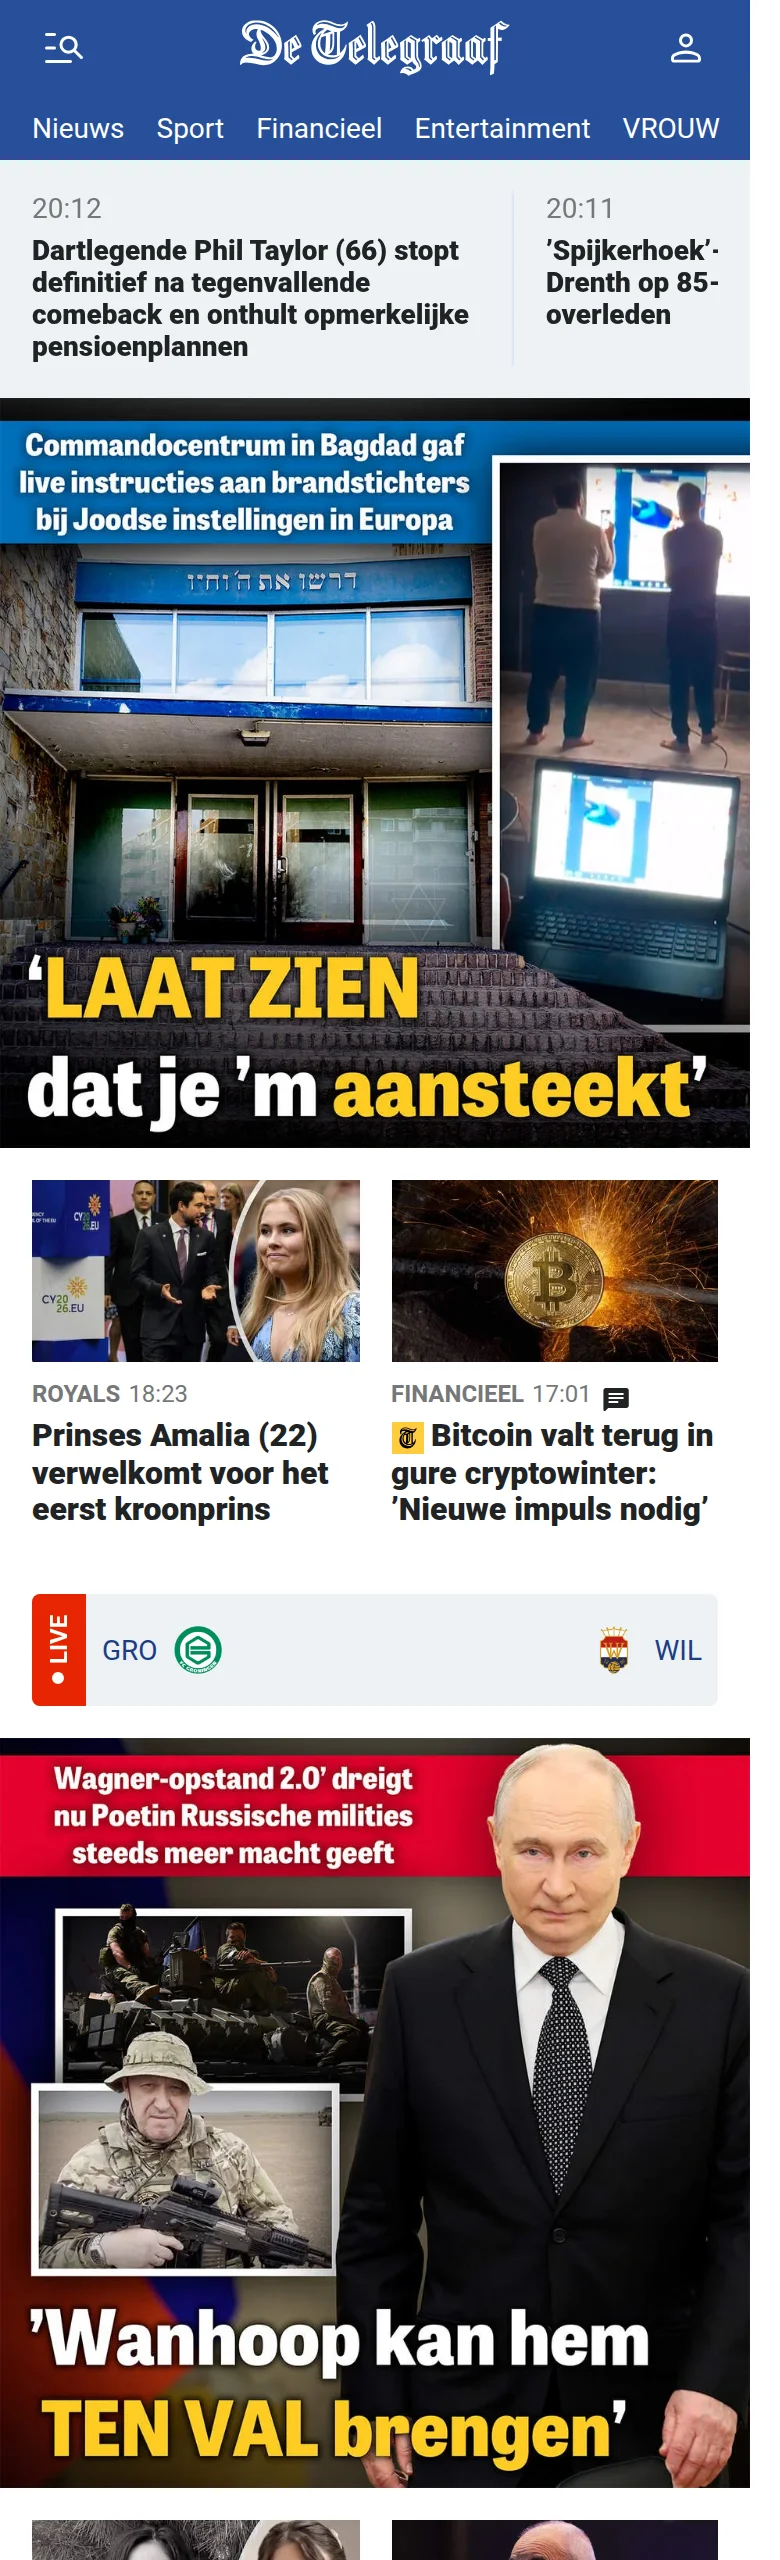 De Telegraaf
Nieuws Sport Financieel Entertainment VROUW
20:12
Dartlegende Phil Taylor (66) stopt
definitief na tegenvallende
comeback en onthult opmerkelijke
pensioenplannen
20:11
’Spijkerhoek’-
Drenth op 85-
overleden
Commandocentrum in Bagdad gaf
live instructies aan brandstichters
bij Joodse instellingen in Europa
דרשו את ה׳ וחיו
‘LAAT ZIEN
dat je ’m aansteekt’
CY2026.EU
CY20
26.EU
ROYALS 18:23
Prinses Amalia (22)
verwelkomt voor het
eerst kroonprins
FINANCIEEL 17:01
Bitcoin valt terug in
gure cryptowinter:
’Nieuwe impuls nodig’
LIVE
GRO
WIL
Wagner-opstand 2.0’ dreigt
nu Poetin Russische milities
steeds meer macht geeft
’Wanhoop kan hem
TEN VAL brengen’